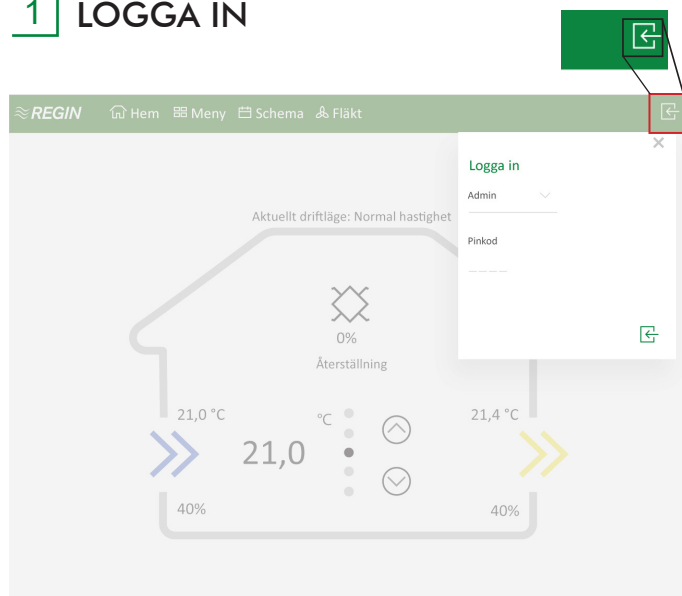 1 LOGGA IN
REGIN Hem Meny Schema Fläkt
Logga in
Admin
Pinkod
Aktuellt driftläge: Normal hastighet
0%
Återställning
21,0 °C
°C
21,4 °C
21,0
40%
40%